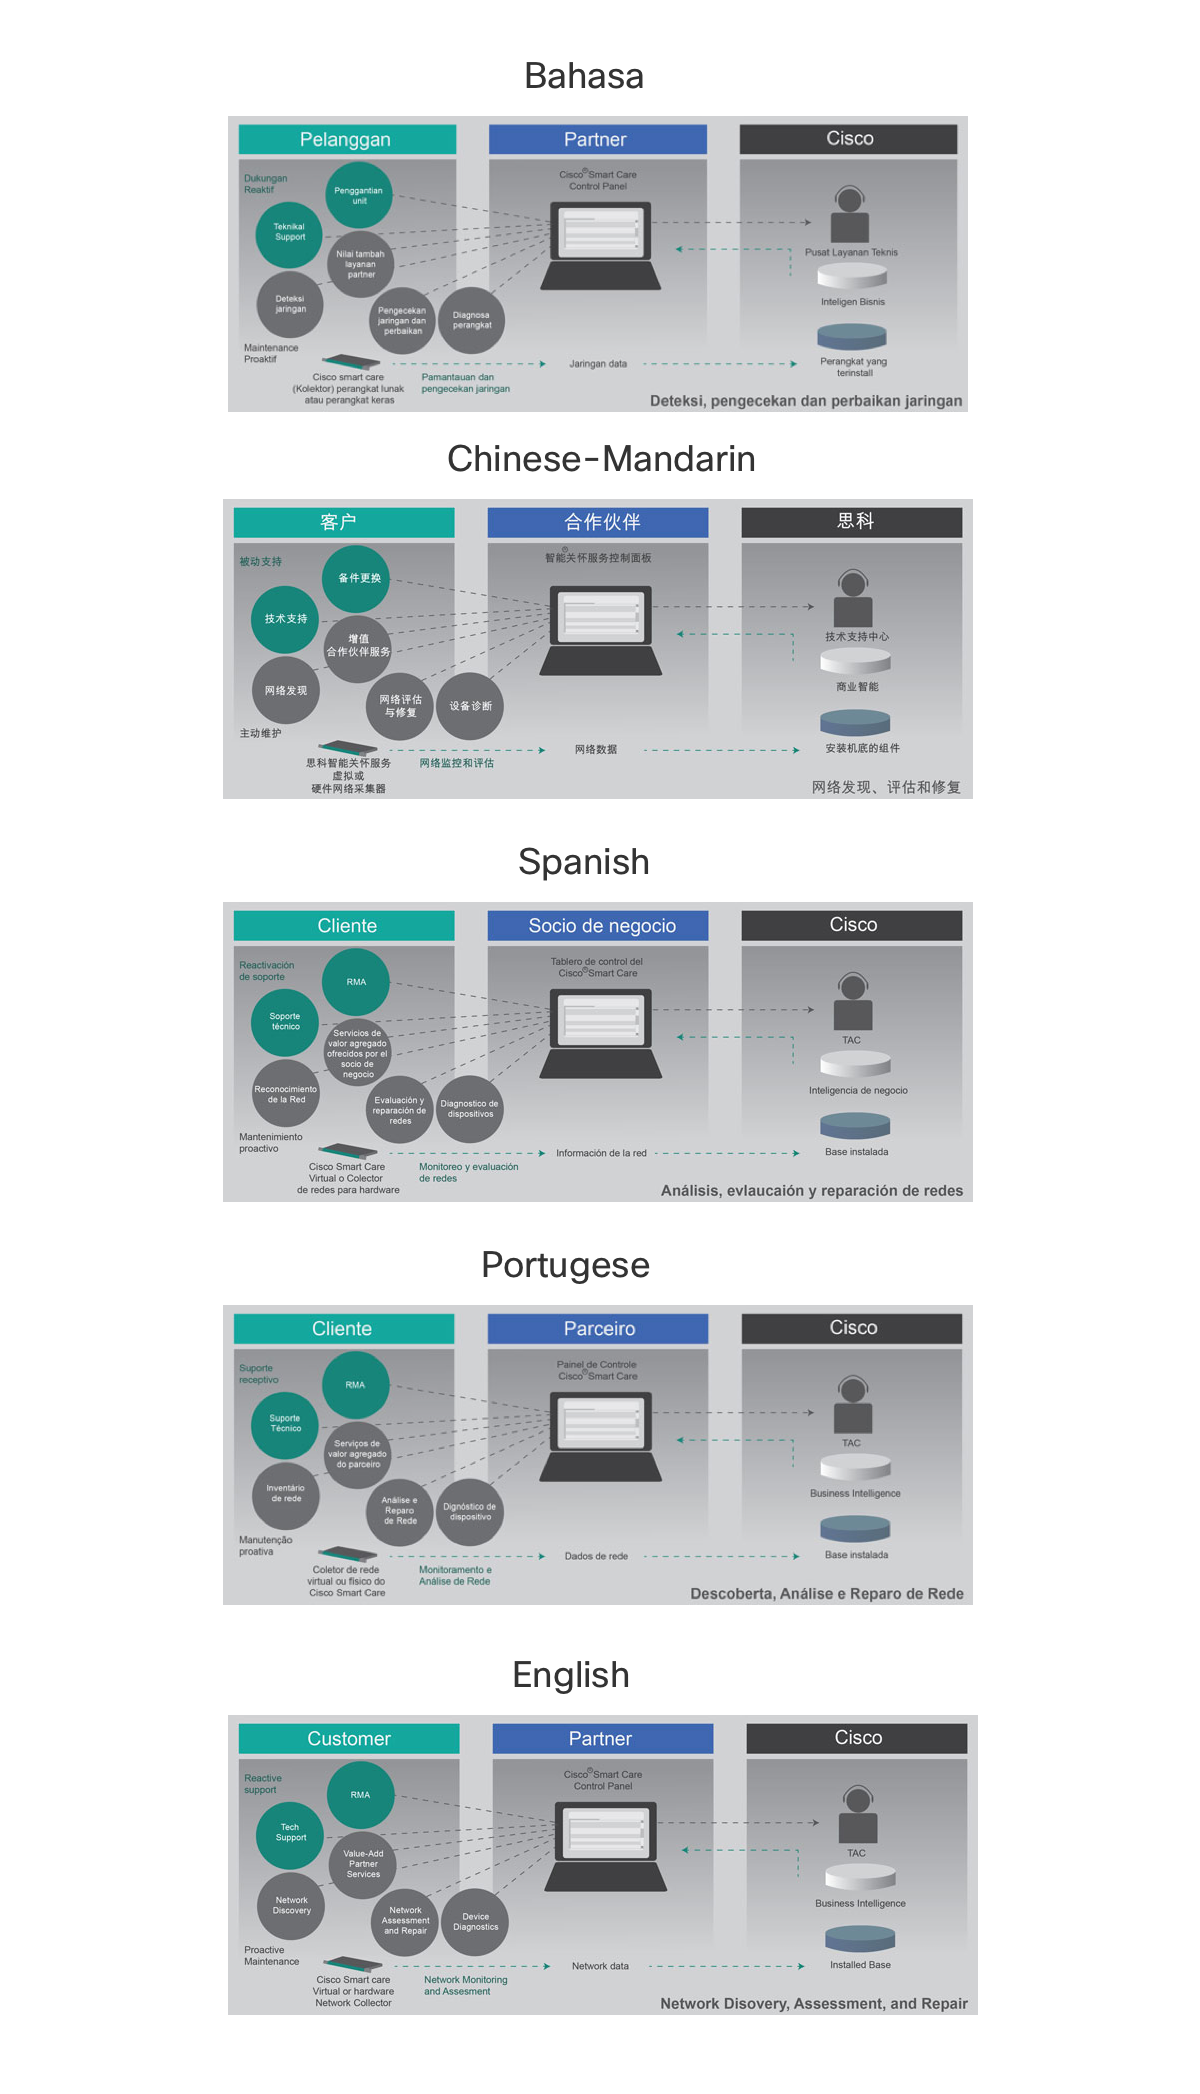 Bahasa
Pelanggan
Partner
Cisco
Dukungan
Reaktif
Penggantian
unit
Teknikal
Support
Nilai tambah
layanan
partner
Deteksi
jaringan
Pengecekan
jaringan dan
perbaikan
Diagnosa
perangkat
Maintenance
Proaktif
Cisco smart care
(Kolektor) perangkat lunak
atau perangkat keras
Pamantauan dan
pengecekan jaringan
Cisco®Smart Care
Control Panel
Jaringan data
Pusat Layanan Teknis
Inteligen Bisnis
Perangkat yang
terinstall
Deteksi, pengecekan dan perbaikan jaringan
Chinese-Mandarin
客户
合作伙伴
思科
被动支持
备件更换
技术支持
增值
合作伙伴服务
网络发现
网络评估
与修复
设备诊断
主动维护
思科智能关怀服务
虚拟或
硬件网络采集器
网络监控和评估
®
智能关怀服务控制面板
网络数据
技术支持中心
商业智能
安装机底的组件
网络发现、评估和修复
Spanish
Cliente
Socio de negocio
Cisco
Reactivación
de soporte
RMA
Soporte
técnico
Servicios de
valor agregado
ofrecidos por el
socio de
negocio
Reconocimiento
de la Red
Evaluación y
reparación de
redes
Diagnostico de
dispositivos
Mantenimiento
proactivo
Cisco Smart Care
Virtual o Colector
de redes para hardware
Monitoreo y evaluación
de redes
Tablero de control del
Cisco®Smart Care
Información de la red
TAC
Inteligencia de negocio
Base instalada
Análisis, evlaucaión y reparación de redes
Portugese
Cliente
Parceiro
Cisco
Suporte
receptivo
RMA
Suporte
Técnico
Serviços de
valor agregado
do parceiro
Inventário
de rede
Análise e
Reparo
de Rede
Dignóstico de
dispositivo
Manutenção
proativa
Coletor de rede
virtual ou físico do
Cisco Smart Care
Monitoramento e
Análise de Rede
Painel de Controle
Cisco®Smart Care
Dados de rede
TAC
Business Intelligence
Base instalada
Descoberta, Análise e Reparo de Rede
English
Customer
Partner
Cisco
Reactive
support
RMA
Tech
Support
Value-Add
Partner
Services
Network
Discovery
Network
Assessment
and Repair
Device
Diagnostics
Proactive
Maintenance
Cisco Smart care
Virtual or hardware
Network Collector
Network Monitoring
and Assesment
Cisco®Smart Care
Control Panel
Network data
TAC
Business Intelligence
Installed Base
Network Disovery, Assessment, and Repair